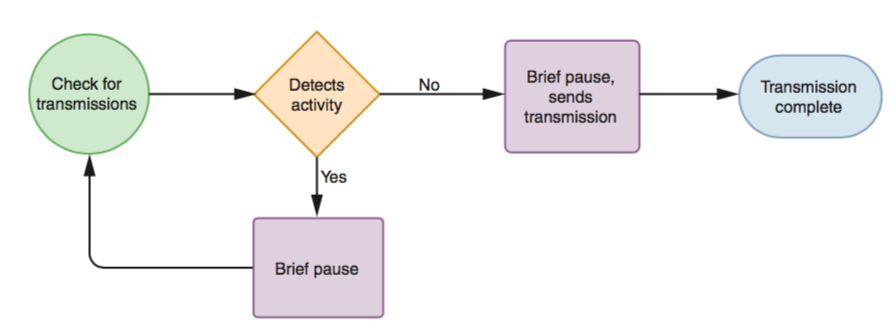 Check for
transmissions
Detects
activity
No
Brief pause,
sends
transmission
Transmission
complete
Yes
Brief pause